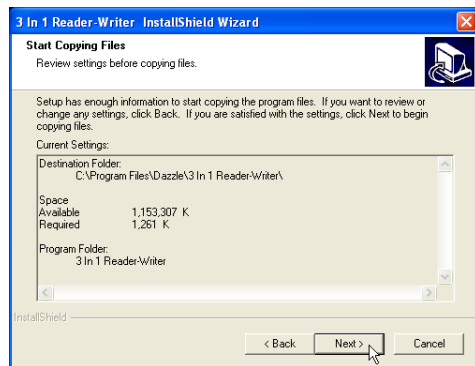 3 In 1 Reader-Writer InstallShield Wizard
Start Copying Files
Review settings before copying files.
Setup has enough information to start copying the program files. If you want to review or
change any settings, click Back. If you are satisfied with the settings, click Next to begin
copying files.
Current Settings:
Destination Folder:
C:\Program Files\Dazzle\3 In 1 Reader-Writer\
Space
Available 1,153,307 K
Required 1,261 K
Program Folder:
3 In 1 Reader-Writer
InstallShield
< Back Next > Cancel